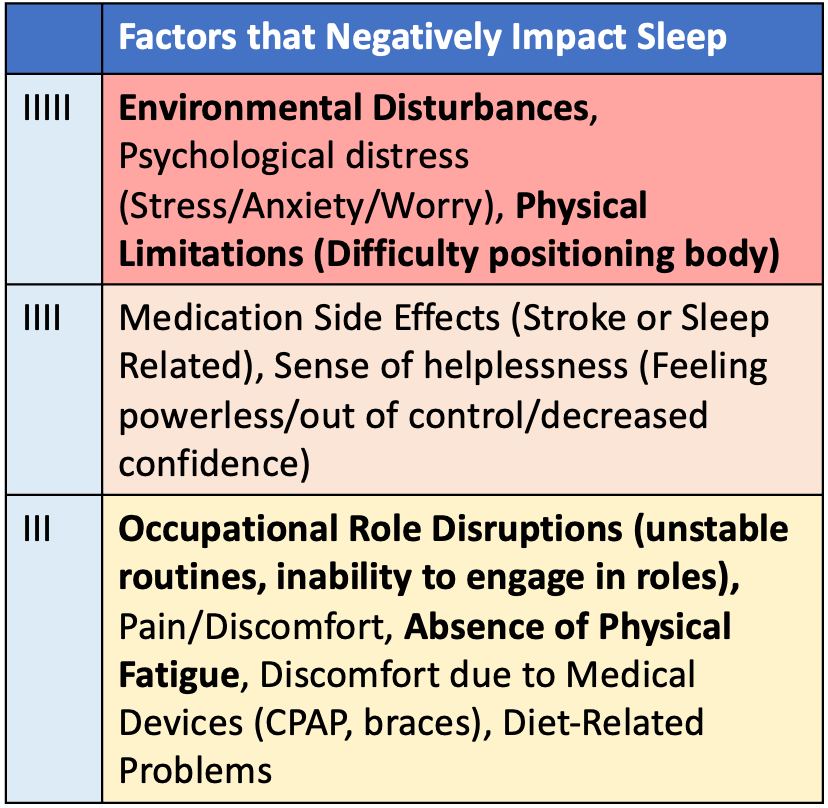 Factors that Negatively Impact Sleep
IIIII
Environmental Disturbances,
Psychological distress
(Stress/Anxiety/Worry), Physical
Limitations (Difficulty positioning body)
IIII
Medication Side Effects (Stroke or Sleep
Related), Sense of helplessness (Feeling
powerless/out of control/decreased
confidence)
III
Occupational Role Disruptions (unstable
routines, inability to engage in roles),
Pain/Discomfort, Absence of Physical
Fatigue, Discomfort due to Medical
Devices (CPAP, braces), Diet-Related
Problems